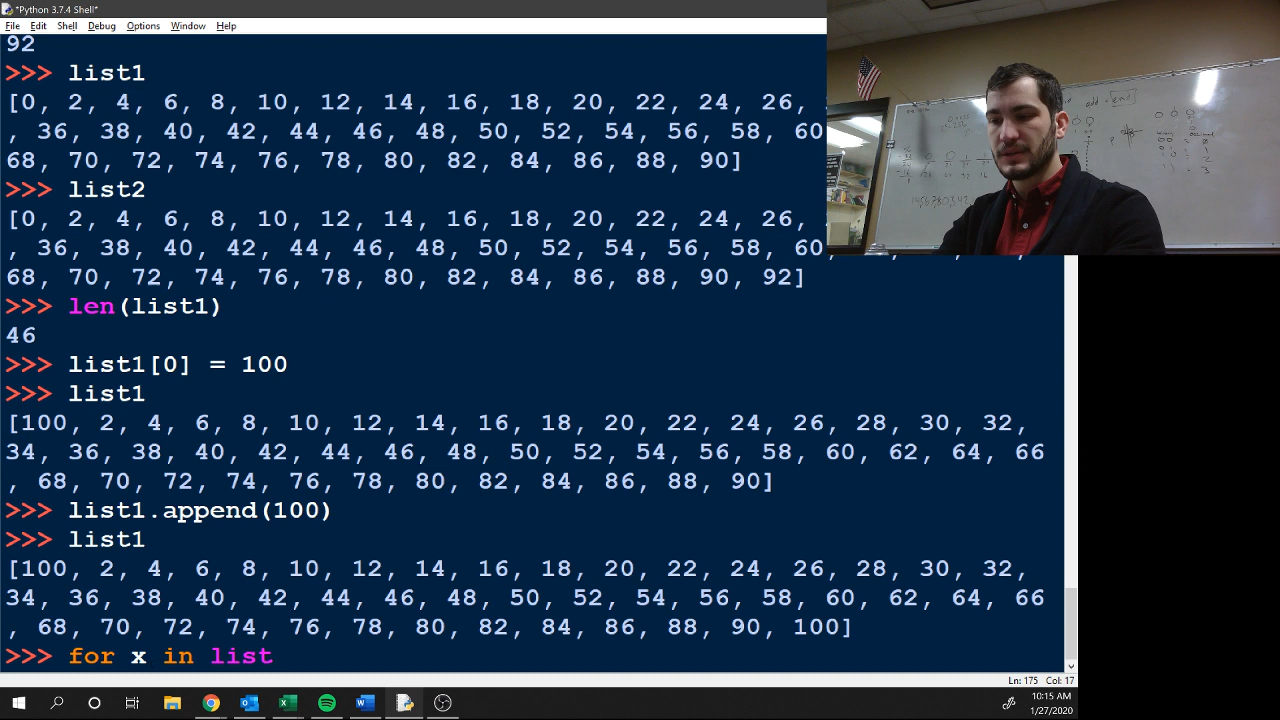 *Python 3.7.4 Shell*
File Edit Shell Debug Options Window Help
92
>>> list1
[0, 2, 4, 6, 8, 10, 12, 14, 16, 18, 20, 22, 24, 26,
, 36, 38, 40, 42, 44, 46, 48, 50, 52, 54, 56, 58, 60
68, 70, 72, 74, 76, 78, 80, 82, 84, 86, 88, 90]
>>> list2
[0, 2, 4, 6, 8, 10, 12, 14, 16, 18, 20, 22, 24, 26,
, 36, 38, 40, 42, 44, 46, 48, 50, 52, 54, 56, 58, 60
68, 70, 72, 74, 76, 78, 80, 82, 84, 86, 88, 90, 92]
>>> len(list1)
46
>>> list1[0] = 100
>>> list1
[100, 2, 4, 6, 8, 10, 12, 14, 16, 18, 20, 22, 24, 26, 28, 30, 32,
34, 36, 38, 40, 42, 44, 46, 48, 50, 52, 54, 56, 58, 60, 62, 64, 66
, 68, 70, 72, 74, 76, 78, 80, 82, 84, 86, 88, 90]
>>> list1.append(100)
>>> list1
[100, 2, 4, 6, 8, 10, 12, 14, 16, 18, 20, 22, 24, 26, 28, 30, 32,
34, 36, 38, 40, 42, 44, 46, 48, 50, 52, 54, 56, 58, 60, 62, 64, 66
, 68, 70, 72, 74, 76, 78, 80, 82, 84, 86, 88, 90, 100]
>>> for x in list
Ln: 175 Col: 17
10:15 AM
1/27/2020
add
end